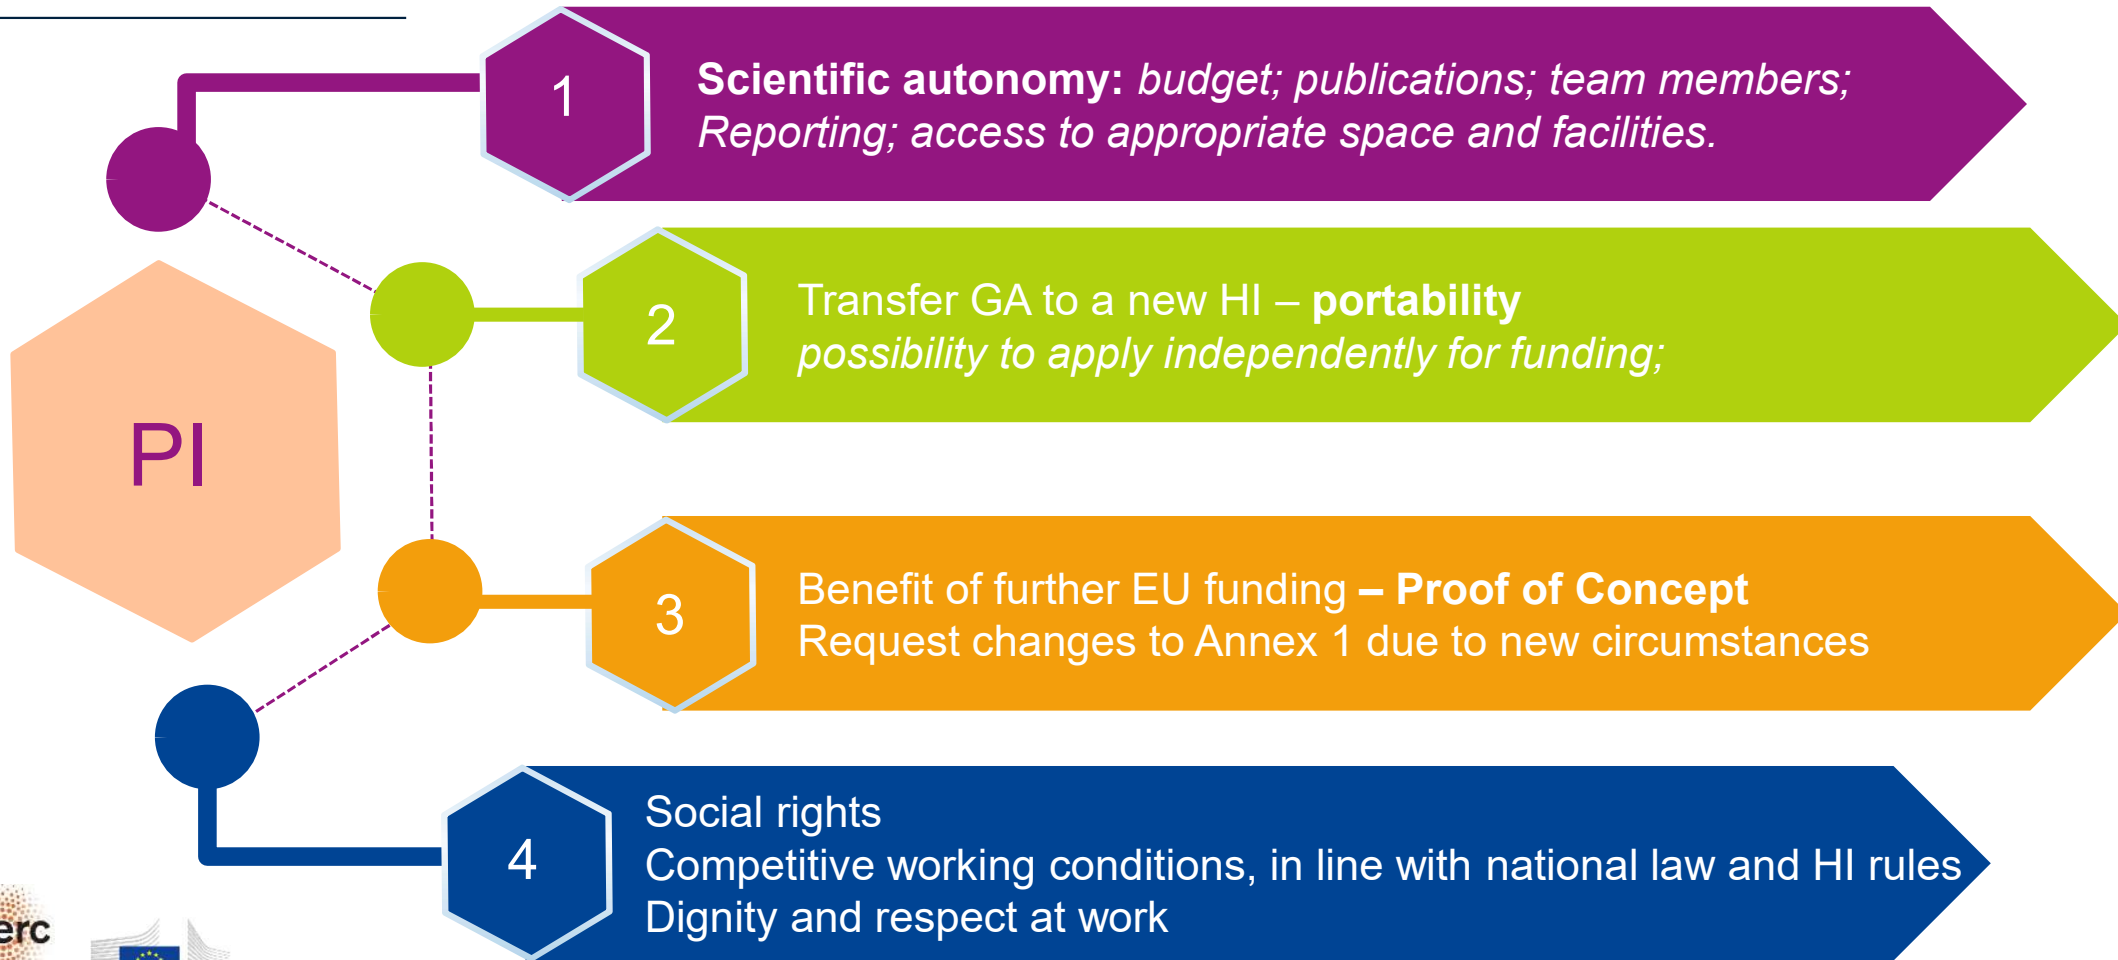 1
Scientific autonomy: budget; publications; team members;
Reporting; access to appropriate space and facilities.
2
Transfer GA to a new HI – portability
possibility to apply independently for funding;
PI
3
Benefit of further EU funding – Proof of Concept
Request changes to Annex 1 due to new circumstances
4
Social rights
Competitive working conditions, in line with national law and HI rules
Dignity and respect at work
erc